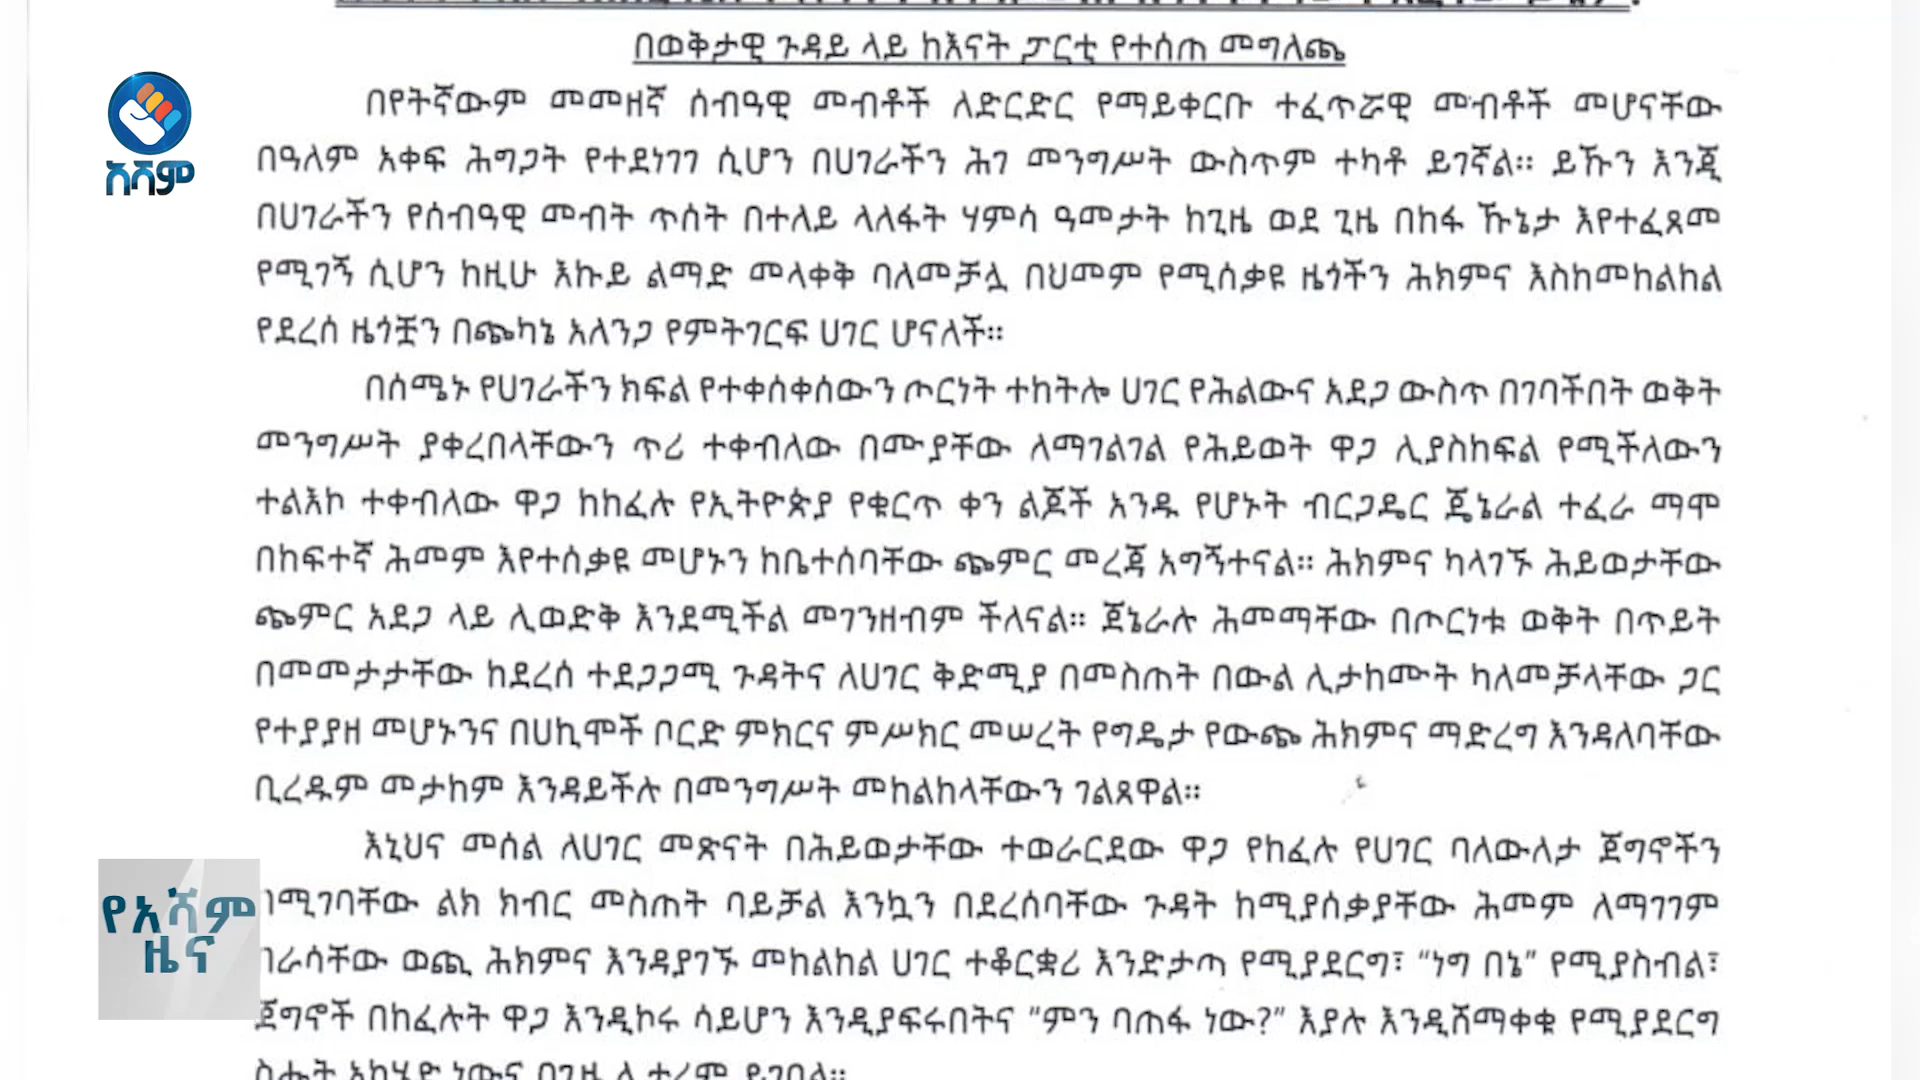 በወቅታዊ ጉዳይ ላይ ከእናት ፓርቲ የተሰጠ መግለጫ
በየትኛውም መመዘኛ ሰብዓዊ መብቶች ለድርድር የማይቀርቡ ተፈጥሯዊ መብቶች መሆናቸው
በዓለም አቀፍ ሕግጋት የተደነገገ ሲሆን በሀገራችን ሕገ መንግሥት ውስጥም ተካቶ ይገኛል፡፡ ይኹን እንጂ
በሀገራችን የሰብዓዊ መብት ጥሰት በተለይ ላለፋት ሃምሳ ዓመታት ከጊዜ ወደ ጊዜ በከፋ ኹኔታ እየተፈጸመ
የሚገኝ ሲሆን ከዚሁ እኩይ ልማድ መላቀቅ ባለመቻሏ በህመም የሚሰቃዩ ዜጎችን ሕክምና እስከመከልከል
የደረሰ ዜጎቿን በጭካኔ አለንጋ የምትገርፍ ሀገር ሆናለች፡፡
በሰሜኑ የሀገራችን ክፍል የተቀሰቀሰውን ጦርነት ተከትሎ ሀገር የሕልውና አደጋ ውስጥ በገባችበት ወቅት
መንግሥት ያቀረበላቸውን ጥሪ ተቀብለው በሙያቸው ለማገልገል የሕይወት ዋጋ ሊያስከፍል የሚችለውን
ተልእኮ ተቀብለው ዋጋ ከከፈሉ የኢትዮጵያ የቁርጥ ቀን ልጆች አንዱ የሆኑት ብርጋዴር ጄኔራል ተፈራ ማሞ
በከፍተኛ ሕመም እየተሰቃዩ መሆኑን ከቤተሰባቸው ጭምር መረጃ አግኝተናል፡፡ ሕክምና ካላገኙ ሕይወታቸው
ጭምር አደጋ ላይ ሊወድቅ እንደሚችል መገንዘብም ችለናል፡፡ ጀኔራሉ ሕመማቸው በጦርነቱ ወቅት በጥይት
በመመታታቸው ከደረሰ ተደጋጋሚ ጉዳትና ለሀገር ቅድሚያ በመስጠት በውል ሊታከሙት ካለመቻላቸው ጋር
የተያያዘ መሆኑንና በሀኪሞች ቦርድ ምክርና ምሥክር መሠረት የግዴታ የውጭ ሕክምና ማድረግ እንዳለባቸው
ቢረዱም መታከም እንዳይችሉ በመንግሥት መከልከላቸውን ገልጸዋል፡፡
እኒህና መሰል ለሀገር መጽናት በሕይወታቸው ተወራርደው ዋጋ የከፈሉ የሀገር ባለውለታ ጀግኖችን
በሚገባቸው ልክ ክብር መስጠት ባይቻል እንኳን በደረሰባቸው ጉዳት ከሚያሰቃያቸው ሕመም ለማገገም
በራሳቸው ወጪ ሕክምና እንዳያገኙ መከልከል ሀገር ተቆርቋሪ እንድታጣ የሚያደርግ፣ “ነግ በኔ” የሚያስብል፣
ጀግኖች በከፈሉት ዋጋ እንዲኮሩ ሳይሆን እንዲያፍሩበትና “ምን ባጠፋ ነው?” እያሉ እንዲሸማቀቁ የሚያደርግ
አሻም
የአሻም
ዜና